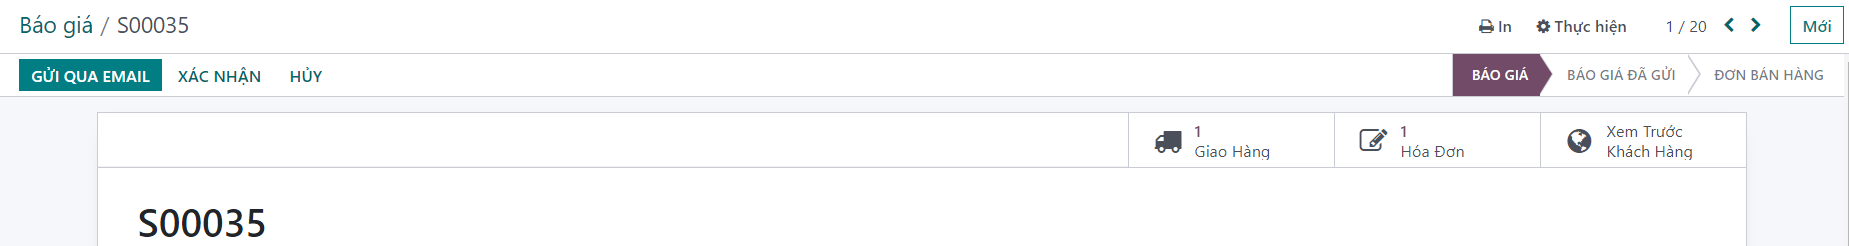 Báo giá / S00035
In
Thực hiện
1 / 20
Mới
GỬI QUA EMAIL
XÁC NHẬN
HỦY
BÁO GIÁ
BÁO GIÁ ĐÃ GỬI
ĐƠN BÁN HÀNG
1
Giao Hàng
1
Hóa Đơn
Xem Trước
Khách Hàng
S00035